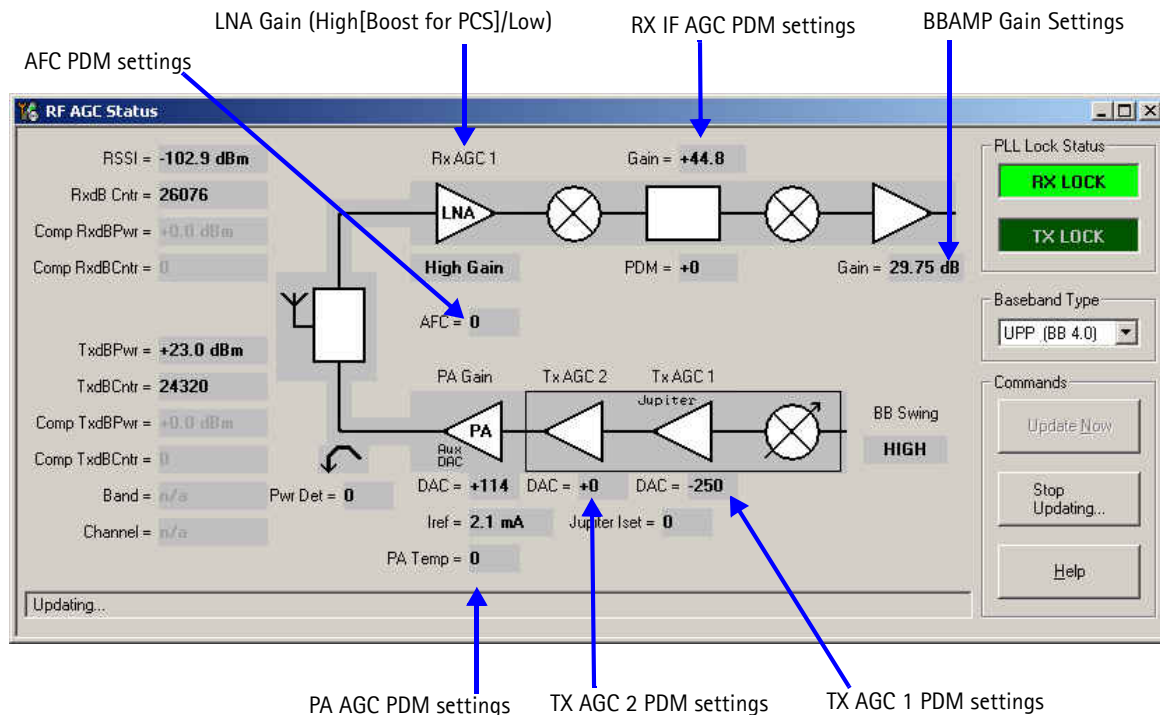 LNA Gain (High[Boost for PCS]/Low)
RX IF AGC PDM settings
BBAMP Gain Settings
AFC PDM settings
RF AGC Status
RSSI = -102.9 dBm
RxdB Cntr = 26076
Comp RxdBPwr = +0.0 dBm
Comp RxdBCntr = 0
TxdBPwr = +23.0 dBm
TxdBCntr = 24320
Comp TxdBPwr = +0.0 dBm
Comp TxdBCntr = 0
Band = n/a
Channel = n/a
Pwr Det = 0
Rx AGC 1
Gain = +44.8
LNA
High Gain
PDM = +0
Gain = 29.75 dB
AFC = 0
PA Gain
Tx AGC 2
Tx AGC 1
Jupiter
PA
Aux
DAC
BB Swing
HIGH
DAC = +114
DAC = +0
DAC = -250
Iref = 2.1 mA
Jupiter Iset = 0
PA Temp = 0
PLL Lock Status
RX LOCK
TX LOCK
Baseband Type
UPP (BB 4.0)
Commands
Update Now
Stop
Updating...
Help
Updating...
PA AGC PDM settings
TX AGC 2 PDM settings
TX AGC 1 PDM settings